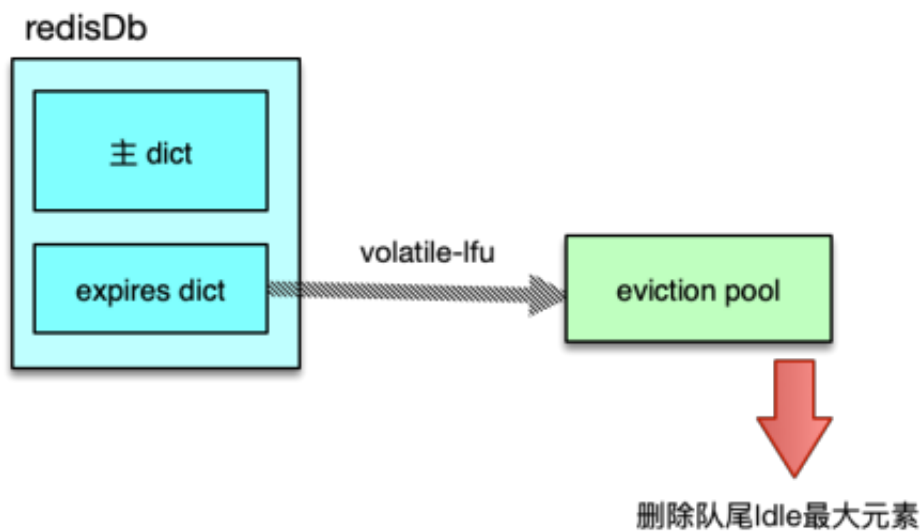 redisDb
主 dict
expires dict
volatile-lfu
eviction pool
删除队尾Idle最大元素